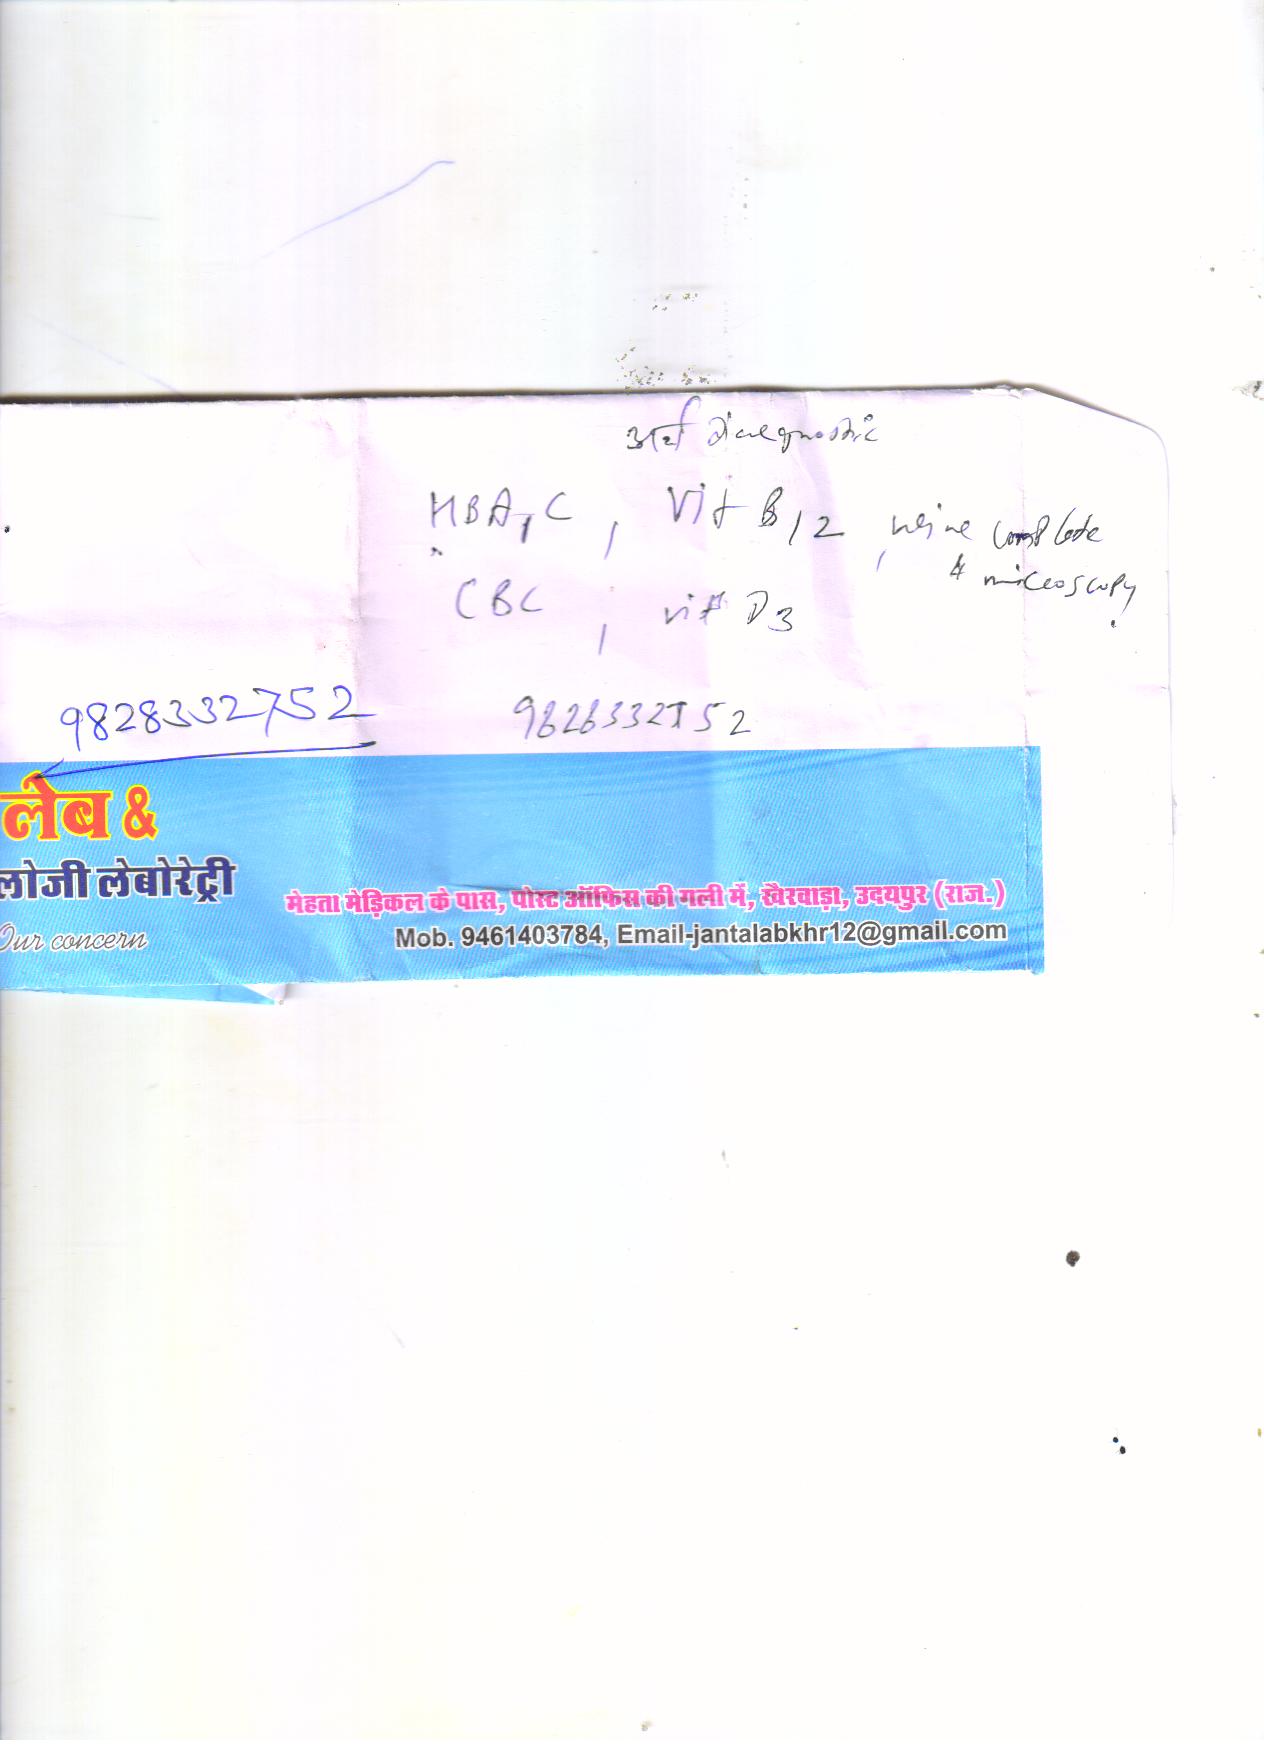 diagnostic
HBA1C , Vit B12 , urine complete
& microscopy
CBC , vit D3
9828332752
9828332752
लेब &
लोजी लेबोरेट्री
Our concern
मेहता मेड़िकल के पास, पोस्ट ऑफिस की गली में, खैरवाड़ा, उदयपुर (राज.)
Mob. 9461403784, Email-jantalabkhr12@gmail.com